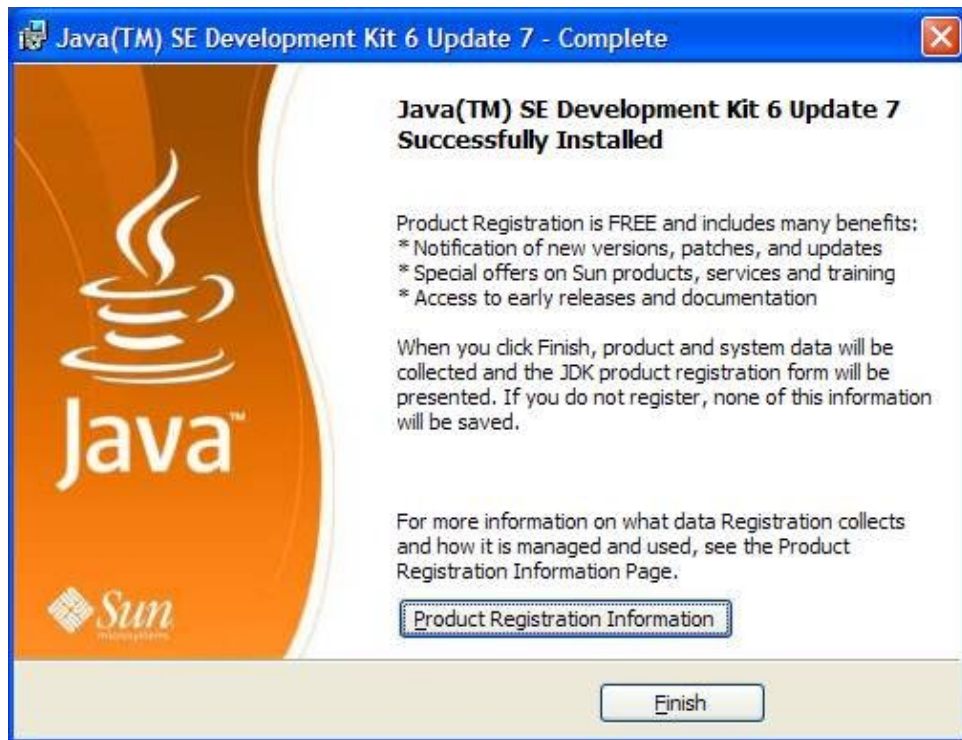 Java(TM) SE Development Kit 6 Update 7 - Complete
Java(TM) SE Development Kit 6 Update 7
Successfully Installed
Product Registration is FREE and includes many benefits:
* Notification of new versions, patches, and updates
* Special offers on Sun products, services and training
* Access to early releases and documentation
When you click Finish, product and system data will be
collected and the JDK product registration form will be
presented. If you do not register, none of this information
will be saved.
Java™
For more information on what data Registration collects
and how it is managed and used, see the Product
Registration Information Page.
Sun
microsystems
Product Registration Information
Finish